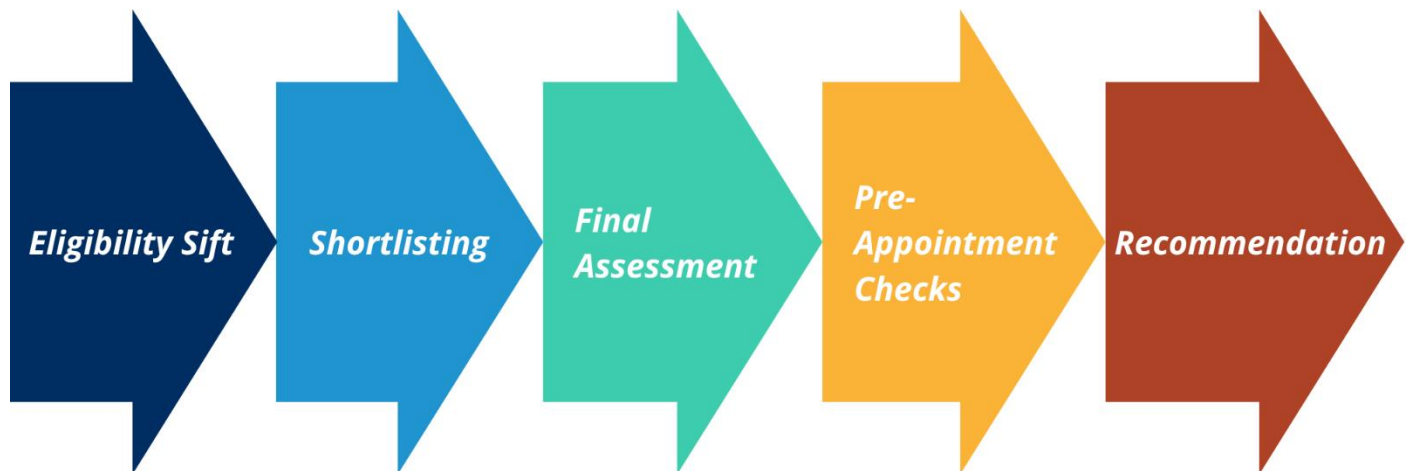 Eligibility Sift
Shortlisting
Final
Assessment
Pre-
Appointment
Checks
Recommendation